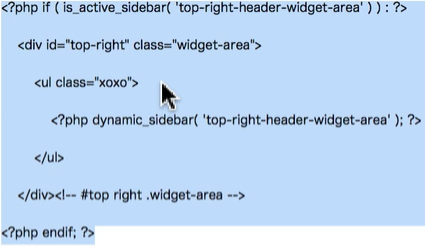 <?php if ( is_active_sidebar( 'top-right-header-widget-area' ) ) : ?>
<div id="top-right" class="widget-area">
<ul class="xoxo">
<?php dynamic_sidebar( 'top-right-header-widget-area' ); ?>
</ul>
</div><!-- #top right .widget-area -->
<?php endif; ?>